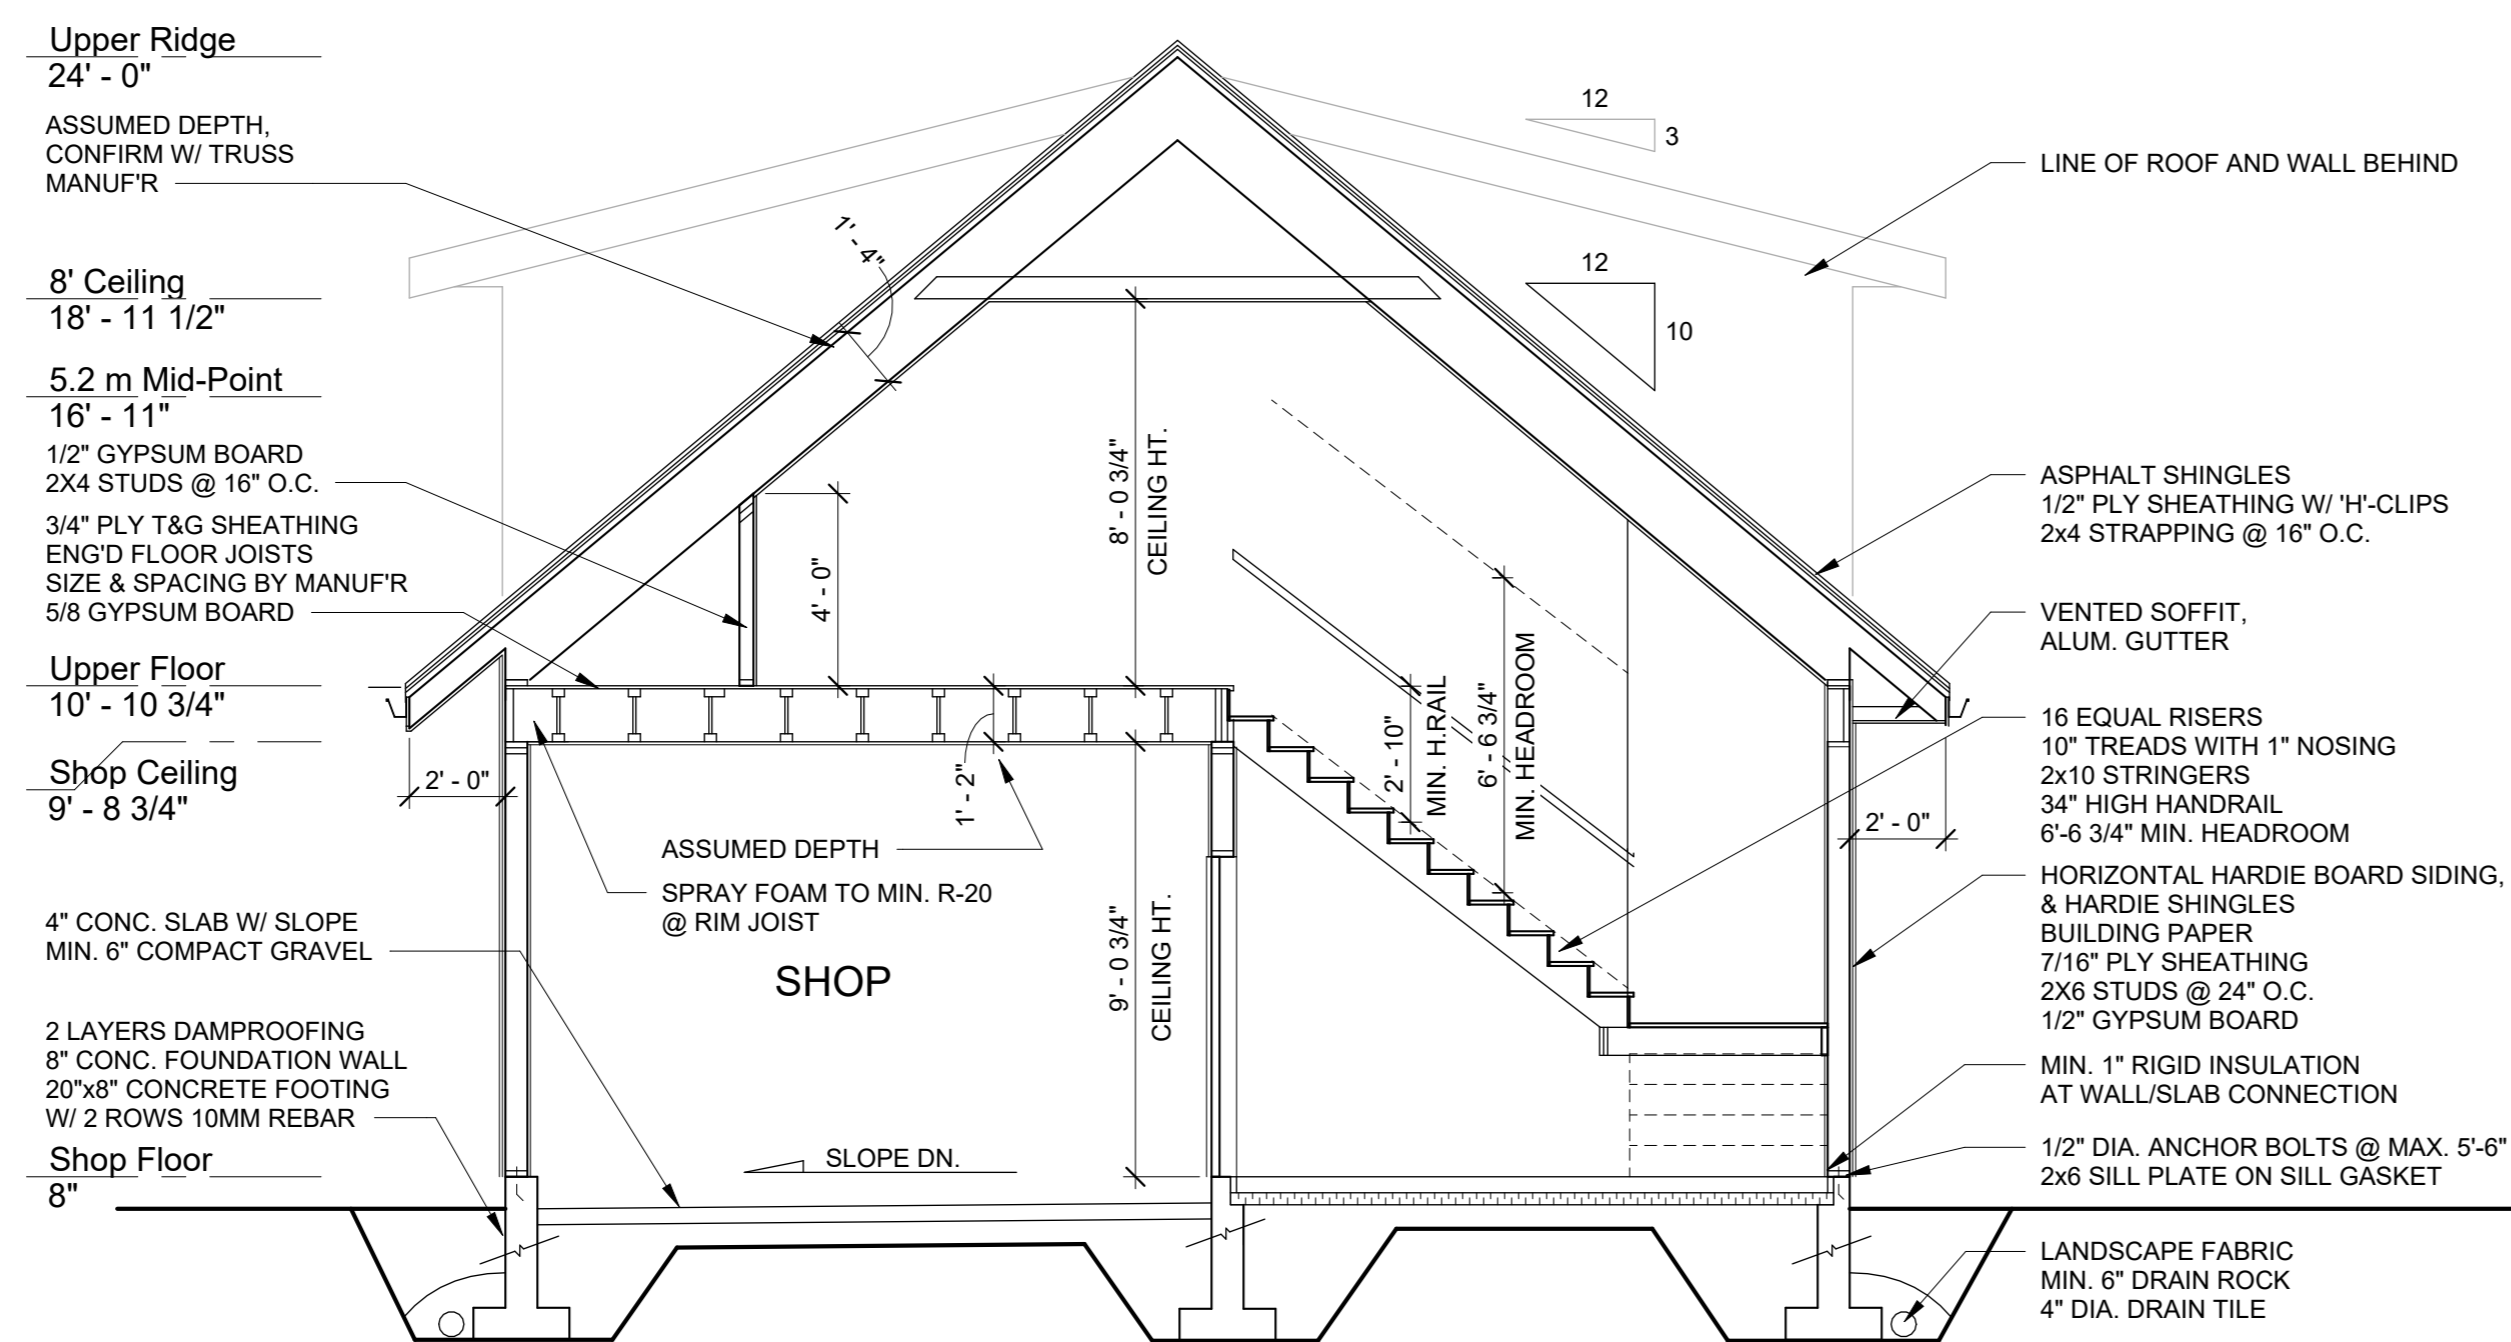 Upper Ridge
24' - 0"
ASSUMED DEPTH,
CONFIRM W/ TRUSS
MANUF'R
8' Ceiling
18' - 11 1/2"
5.2 m Mid-Point
16' - 11"
1/2" GYPSUM BOARD
2X4 STUDS @ 16" O.C.
3/4" PLY T&G SHEATHING
ENG'D FLOOR JOISTS
SIZE & SPACING BY MANUF'R
5/8 GYPSUM BOARD
Upper Floor
10' - 10 3/4"
Shop Ceiling
9' - 8 3/4"
4" CONC. SLAB W/ SLOPE
MIN. 6" COMPACT GRAVEL
2 LAYERS DAMPROOFING
8" CONC. FOUNDATION WALL
20"x8" CONCRETE FOOTING
W/ 2 ROWS 10MM REBAR
Shop Floor
8"
1' - 4"
4' - 0"
8' - 0 3/4"
CEILING HT.
2' - 0"
1' - 2"
ASSUMED DEPTH
SPRAY FOAM TO MIN. R-20
@ RIM JOIST
SHOP
9' - 0 3/4"
CEILING HT.
SLOPE DN.
2' - 10"
MIN. H.RAIL
6' - 6 3/4"
MIN. HEADROOM
12
3
12
10
2' - 0"
LINE OF ROOF AND WALL BEHIND
ASPHALT SHINGLES
1/2" PLY SHEATHING W/ 'H'-CLIPS
2x4 STRAPPING @ 16" O.C.
VENTED SOFFIT,
ALUM. GUTTER
16 EQUAL RISERS
10" TREADS WITH 1" NOSING
2x10 STRINGERS
34" HIGH HANDRAIL
6'-6 3/4" MIN. HEADROOM
HORIZONTAL HARDIE BOARD SIDING,
& HARDIE SHINGLES
BUILDING PAPER
7/16" PLY SHEATHING
2X6 STUDS @ 24" O.C.
1/2" GYPSUM BOARD
MIN. 1" RIGID INSULATION
AT WALL/SLAB CONNECTION
1/2" DIA. ANCHOR BOLTS @ MAX. 5'-6"
2x6 SILL PLATE ON SILL GASKET
LANDSCAPE FABRIC
MIN. 6" DRAIN ROCK
4" DIA. DRAIN TILE